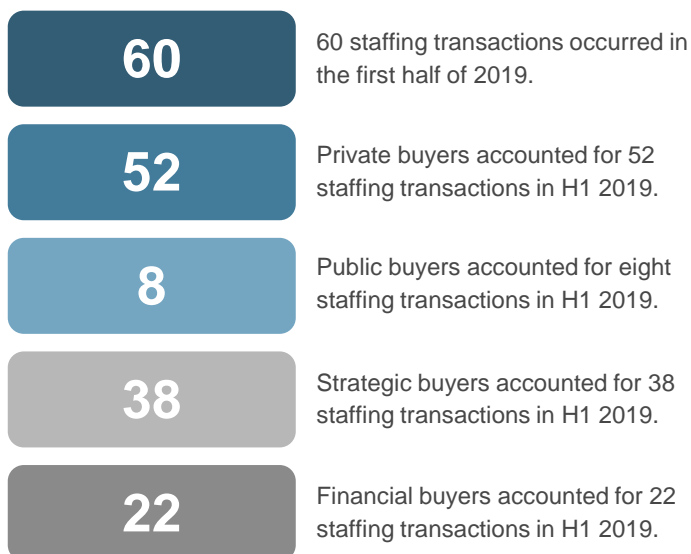 60
60 staffing transactions occurred in
the first half of 2019.
52
Private buyers accounted for 52
staffing transactions in H1 2019.
8
Public buyers accounted for eight
staffing transactions in H1 2019.
38
Strategic buyers accounted for 38
staffing transactions in H1 2019.
22
Financial buyers accounted for 22
staffing transactions in H1 2019.